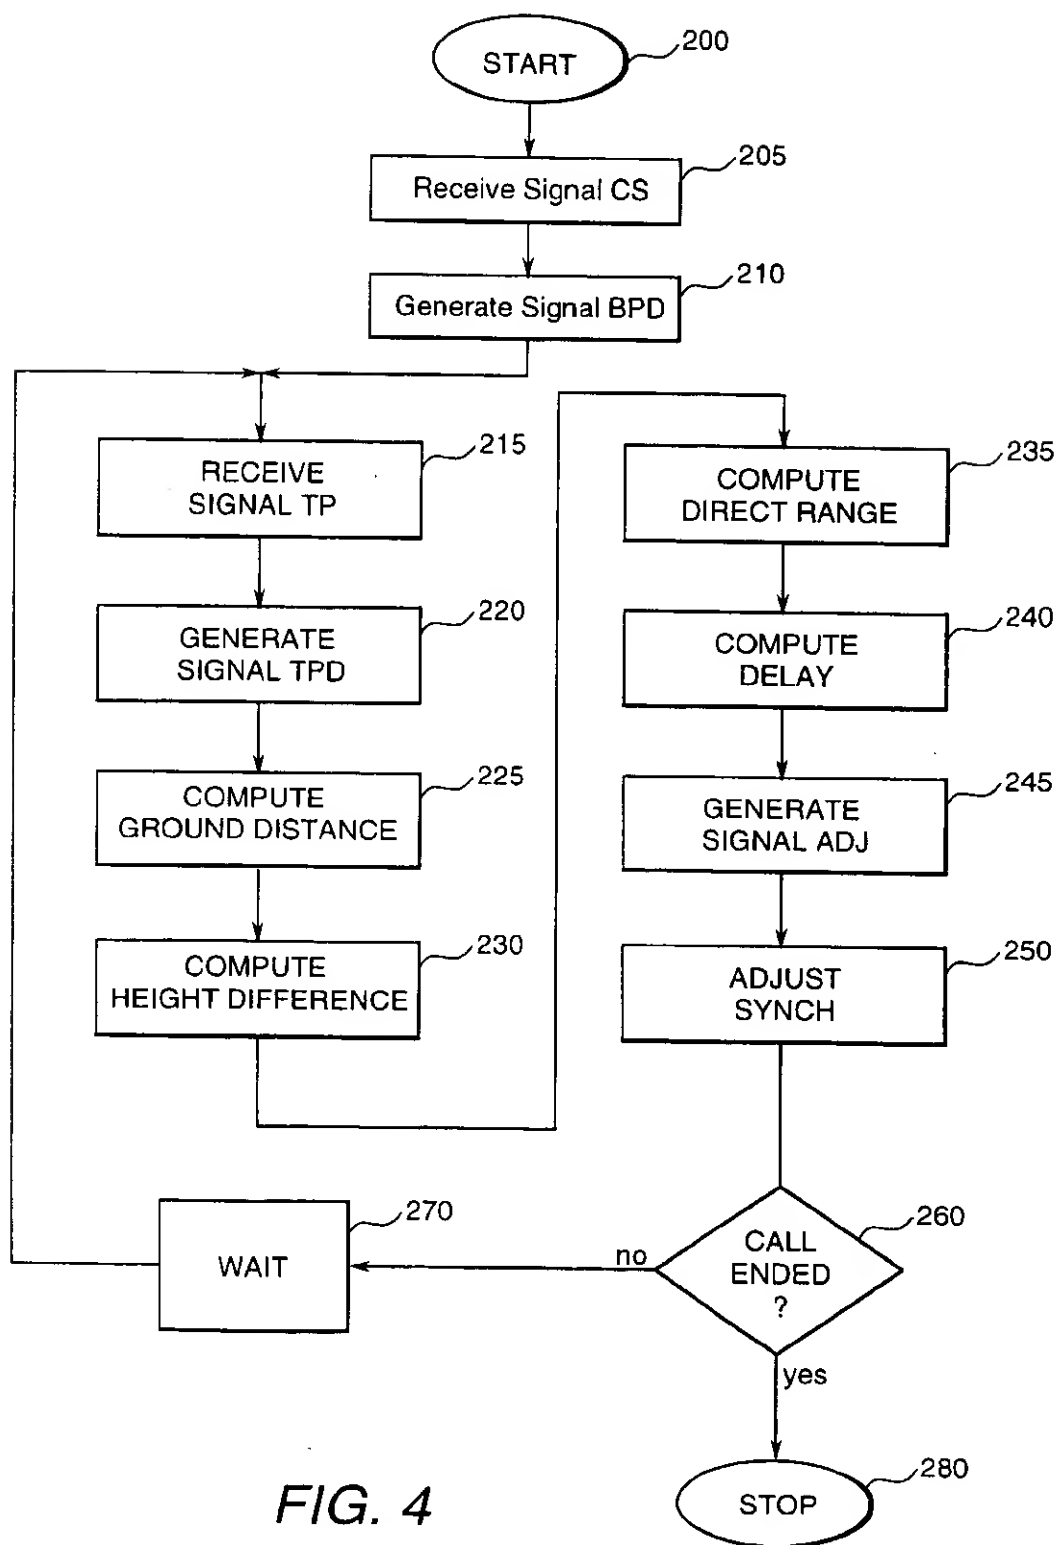 START
200
Receive Signal CS
205
Generate Signal BPD
210
RECEIVE
SIGNAL TP
215
GENERATE
SIGNAL TPD
220
COMPUTE
GROUND DISTANCE
225
COMPUTE
HEIGHT DIFFERENCE
230
COMPUTE
DIRECT RANGE
235
COMPUTE
DELAY
240
GENERATE
SIGNAL ADJ
245
ADJUST
SYNCH
250
CALL
ENDED
?
260
no
WAIT
270
yes
STOP
280
FIG. 4